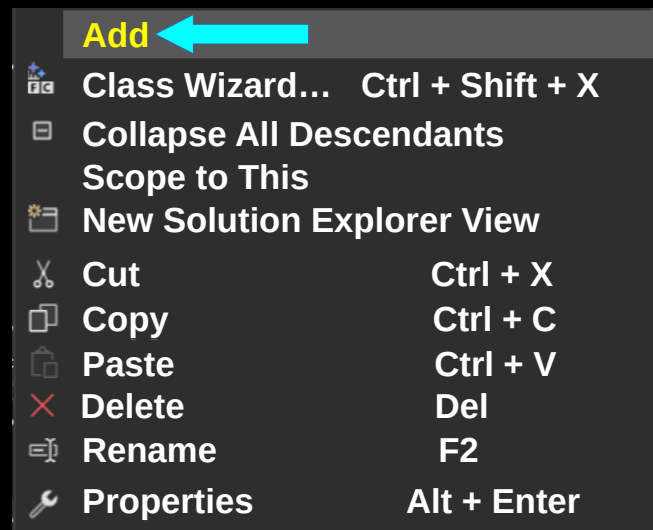 Add
Class Wizard... Ctrl + Shift + X
Collapse All Descendants
Scope to This
New Solution Explorer View
Cut Ctrl + X
Copy Ctrl + C
Paste Ctrl + V
Delete Del
Rename F2
Properties Alt + Enter